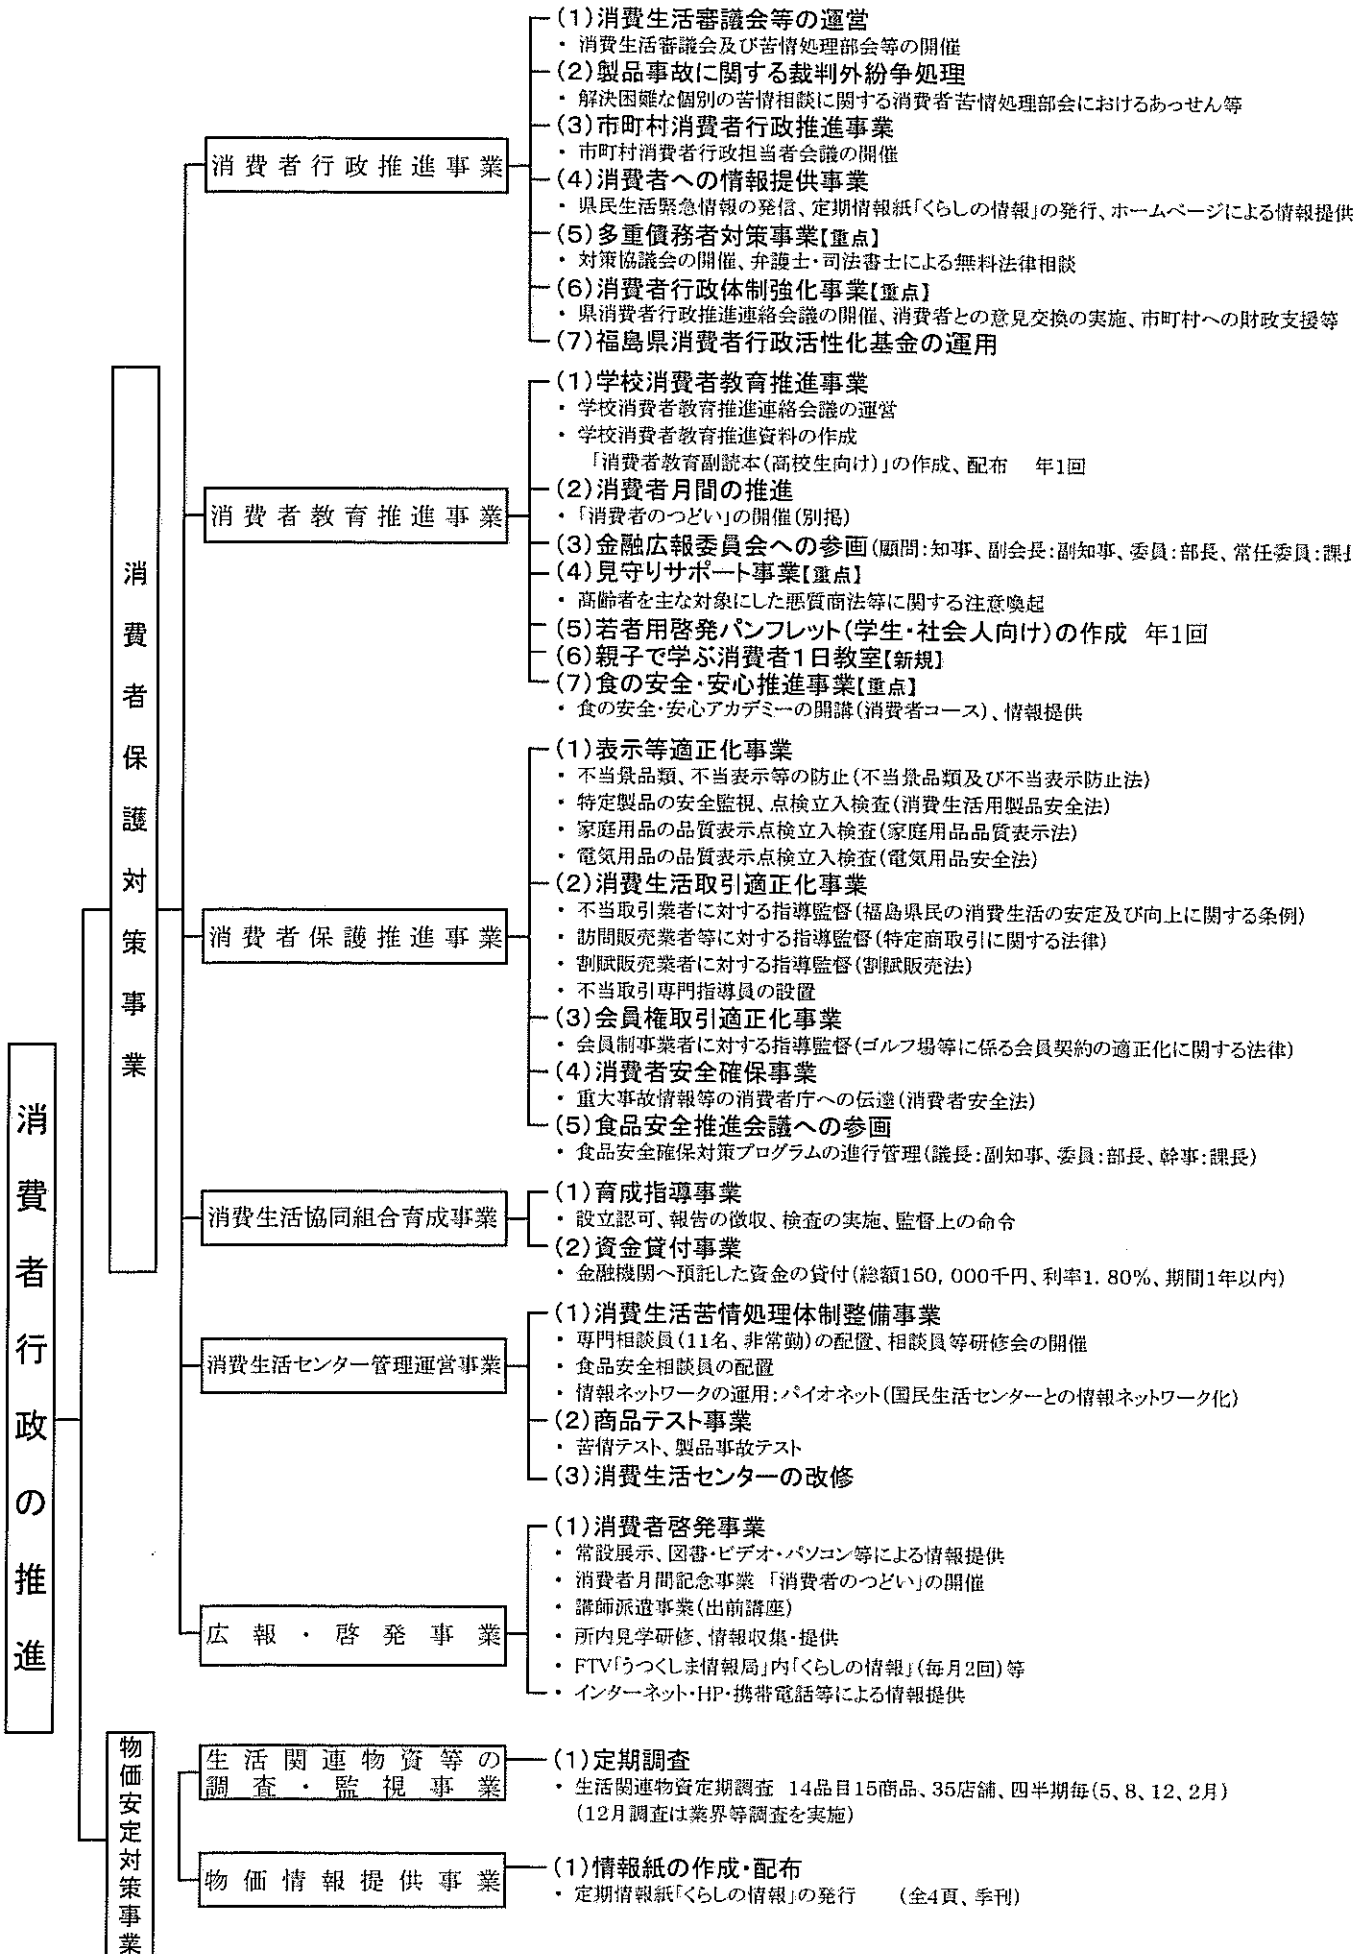 消費者行政の推進
消費者保護対策事業
消費者行政推進事業
(1)消費生活審議会等の運営
・ 消費生活審議会及び苦情処理部会等の開催
(2)製品事故に関する裁判外紛争処理
・ 解決困難な個別の苦情相談に関する消費者苦情処理部会におけるあっせん等
(3)市町村消費者行政推進事業
・ 市町村消費者行政担当者会議の開催
(4)消費者への情報提供事業
・ 県民生活緊急情報の発信、定期情報紙「くらしの情報」の発行、ホームページによる情報提供
(5)多重債務者対策事業【重点】
・ 対策協議会の開催、弁護士・司法書士による無料法律相談
(6)消費者行政体制強化事業【重点】
・ 県消費者行政推進連絡会議の開催、消費者との意見交換の実施、市町村への財政支援等
(7)福島県消費者行政活性化基金の運用
消費者教育推進事業
(1)学校消費者教育推進事業
・ 学校消費者教育推進連絡会議の運営
・ 学校消費者教育推進資料の作成
「消費者教育副読本(高校生向け)」の作成、配布 年1回
(2)消費者月間の推進
・「消費者のつどい」の開催(別掲)
(3)金融広報委員会への参画(顧問:知事、副会長:副知事、委員:部長、常任委員:課
(4)見守りサポート事業【重点】
・ 高齢者を主な対象にした悪質商法等に関する注意喚起
(5)若者用啓発パンフレット(学生・社会人向け)の作成 年1回
(6)親子で学ぶ消費者1日教室【新規】
(7)食の安全・安心推進事業【重点】
・ 食の安全・安心アカデミーの開講(消費者コース)、情報提供
消費者保護推進事業
(1)表示等適正化事業
・ 不当景品類、不当表示等の防止(不当景品類及び不当表示防止法)
・ 特定製品の安全監視、点検立入検査(消費生活用製品安全法)
・ 家庭用品の品質表示点検立入検査(家庭用品品質表示法)
・ 電気用品の品質表示点検立入検査(電気用品安全法)
(2)消費生活取引適正化事業
・ 不当取引業者に対する指導監督(福島県民の消費生活の安定及び向上に関する条例)
・ 訪問販売業者等に対する指導監督(特定商取引に関する法律)
・ 割賦販売業者に対する指導監督(割賦販売法)
・ 不当取引専門指導員の設置
(3)会員権取引適正化事業
・ 会員制事業者に対する指導監督(ゴルフ場等に係る会員契約の適正化に関する法律)
(4)消費者安全確保事業
・ 重大事故情報等の消費者庁への伝達(消費者安全法)
(5)食品安全推進会議への参画
・ 食品安全確保対策プログラムの進行管理(議長:副知事、委員:部長、幹事:課長)
消費生活協同組合育成事業
(1)育成指導事業
・ 設立認可、報告の徴収、検査の実施、監督上の命令
(2)資金貸付事業
・ 金融機関へ預託した資金の貸付(総額150,000千円、利率1.80%、期間1年以内)
消費生活センター管理運営事業
(1)消費生活苦情処理体制整備事業
・ 専門相談員(11名、非常勤)の配置、相談員等研修会の開催
・ 食品安全相談員の配置
・ 情報ネットワークの運用:パイオネット(国民生活センターとの情報ネットワーク化)
(2)商品テスト事業
・ 苦情テスト、製品事故テスト
(3)消費生活センターの改修
広報・啓発事業
(1)消費者啓発事業
・ 常設展示、図書・ビデオ・パソコン等による情報提供
・ 消費者月間記念事業 「消費者のつどい」の開催
・ 講師派遣事業(出前講座)
・ 所内見学研修、情報収集・提供
・ FTV「うつくしま情報局」内「くらしの情報」(毎月2回)等
・ インターネット・HP・携帯電話等による情報提供
物価安定対策事業
生活関連物資等の
調査・監視事業
(1)定期調査
・ 生活関連物資定期調査 14品目15商品、35店舗、四半期毎(5、8、12、2月)
(12月調査は業界等調査を実施)
物価情報提供事業
(1)情報紙の作成・配布
・ 定期情報紙「くらしの情報」の発行 (全4頁、季刊)